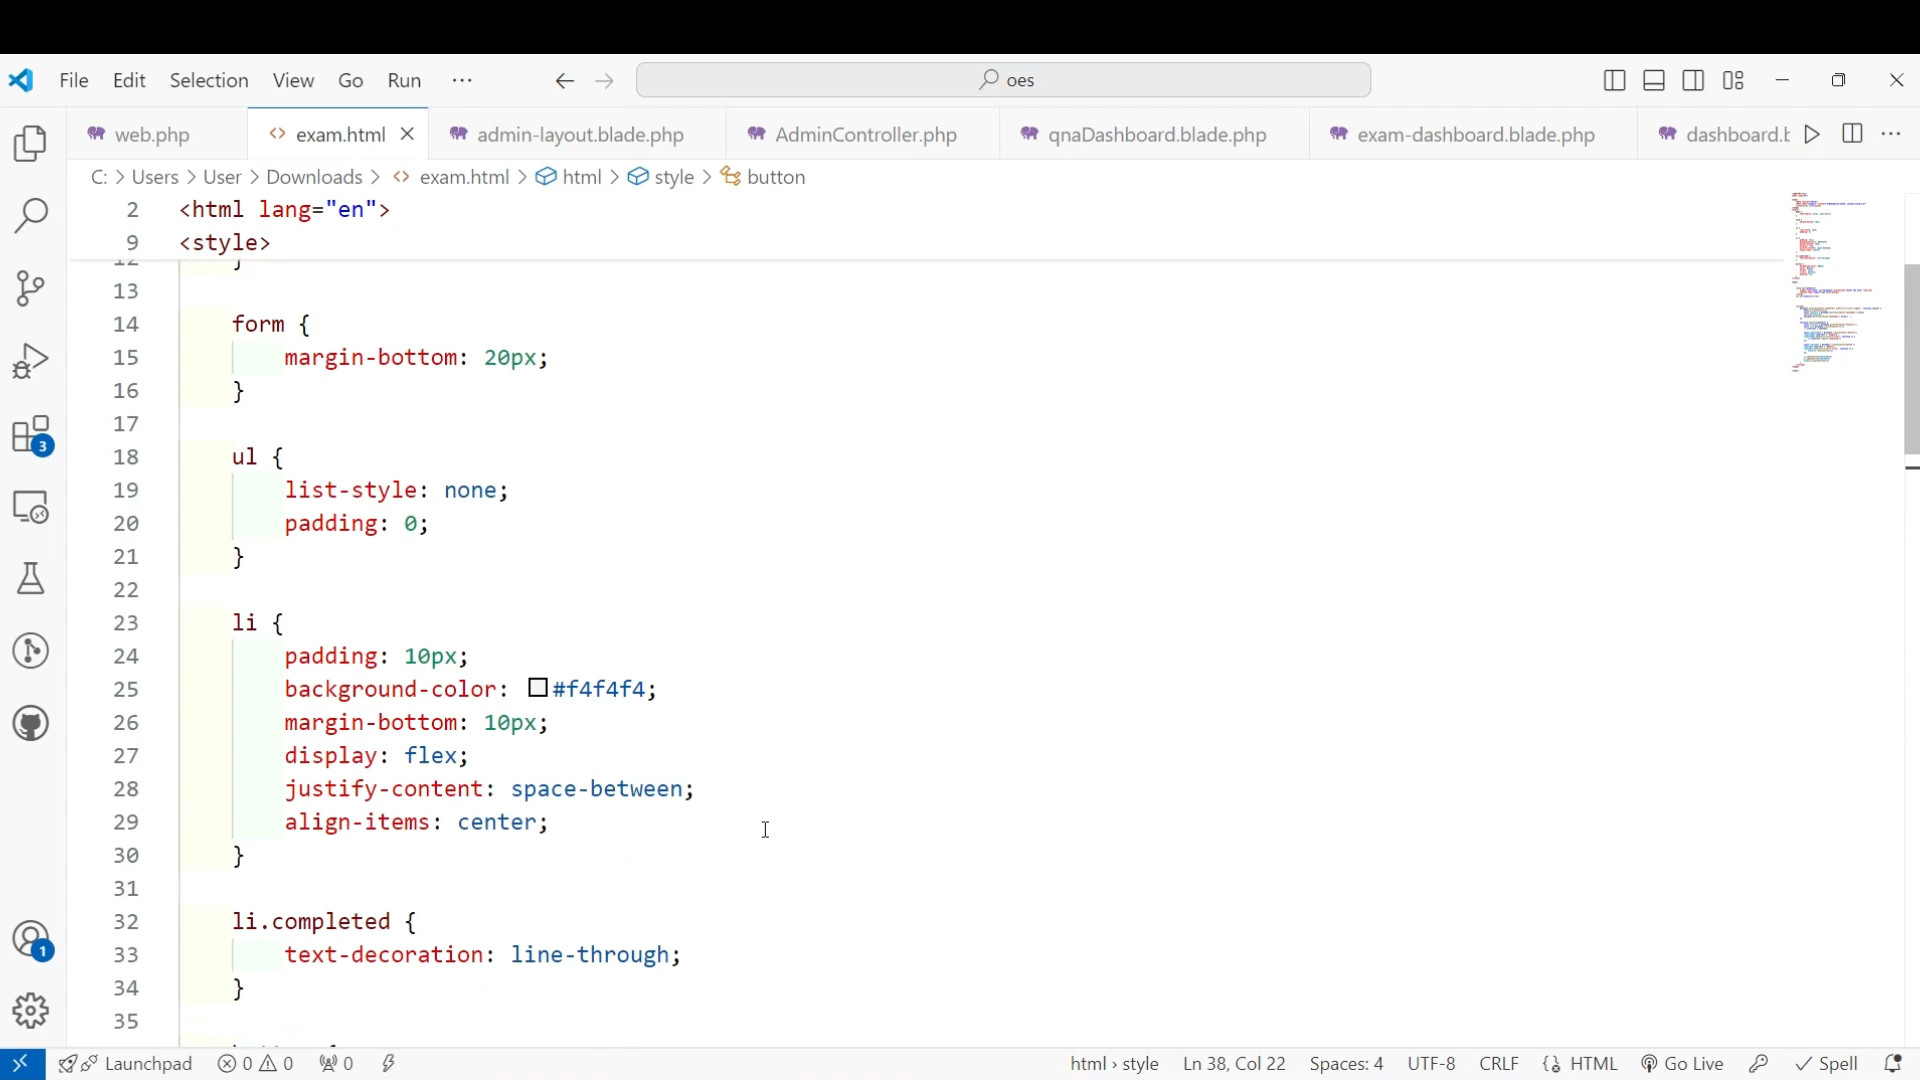 File Edit Selection View Go Run ··· oes
web.php exam.html admin-layout.blade.php AdminController.php qnaDashboard.blade.php exam-dashboard.blade.php dashboard.b
C: > Users > User > Downloads > exam.html > html > style > button
2 <html lang="en">
9 <style>
12 }
13
14 form {
15 margin-bottom: 20px;
16 }
17
18 ul {
19 list-style: none;
20 padding: 0;
21 }
22
23 li {
24 padding: 10px;
25 background-color: #f4f4f4;
26 margin-bottom: 10px;
27 display: flex;
28 justify-content: space-between;
29 align-items: center;
30 }
31
32 li.completed {
33 text-decoration: line-through;
34 }
35
3
1
Launchpad 0 0 0 html › style Ln 38, Col 22 Spaces: 4 UTF-8 CRLF HTML Go Live Spell